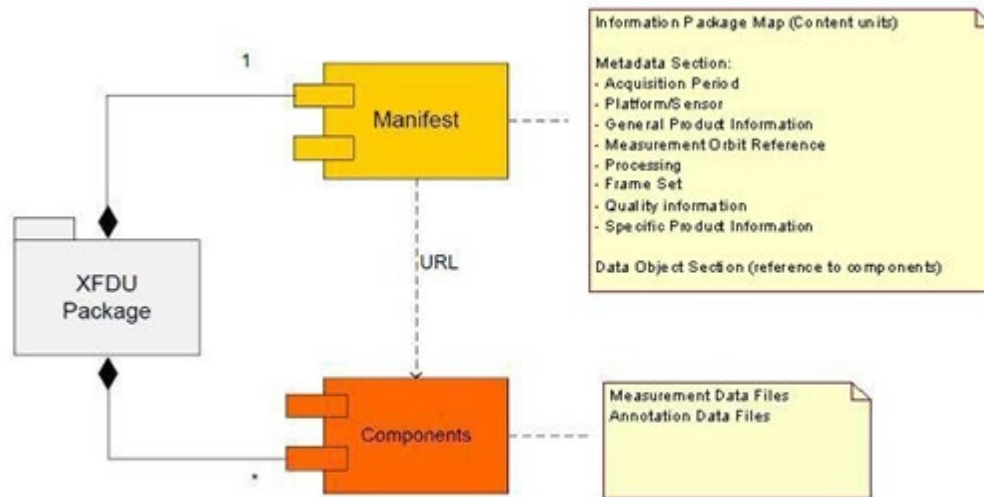 Information Package Map (Content units)
Metadata Section:
- Acquisition Period
- Platform/Sensor
- General Product Information
- Measurement Orbit Reference
- Processing
- Frame Set
- Quality information
- Specific Product Information
Data Object Section (reference to components)
1
Manifest
URL
XFDU
Package
Components
*
Measurement Data Files
Annotation Data Files